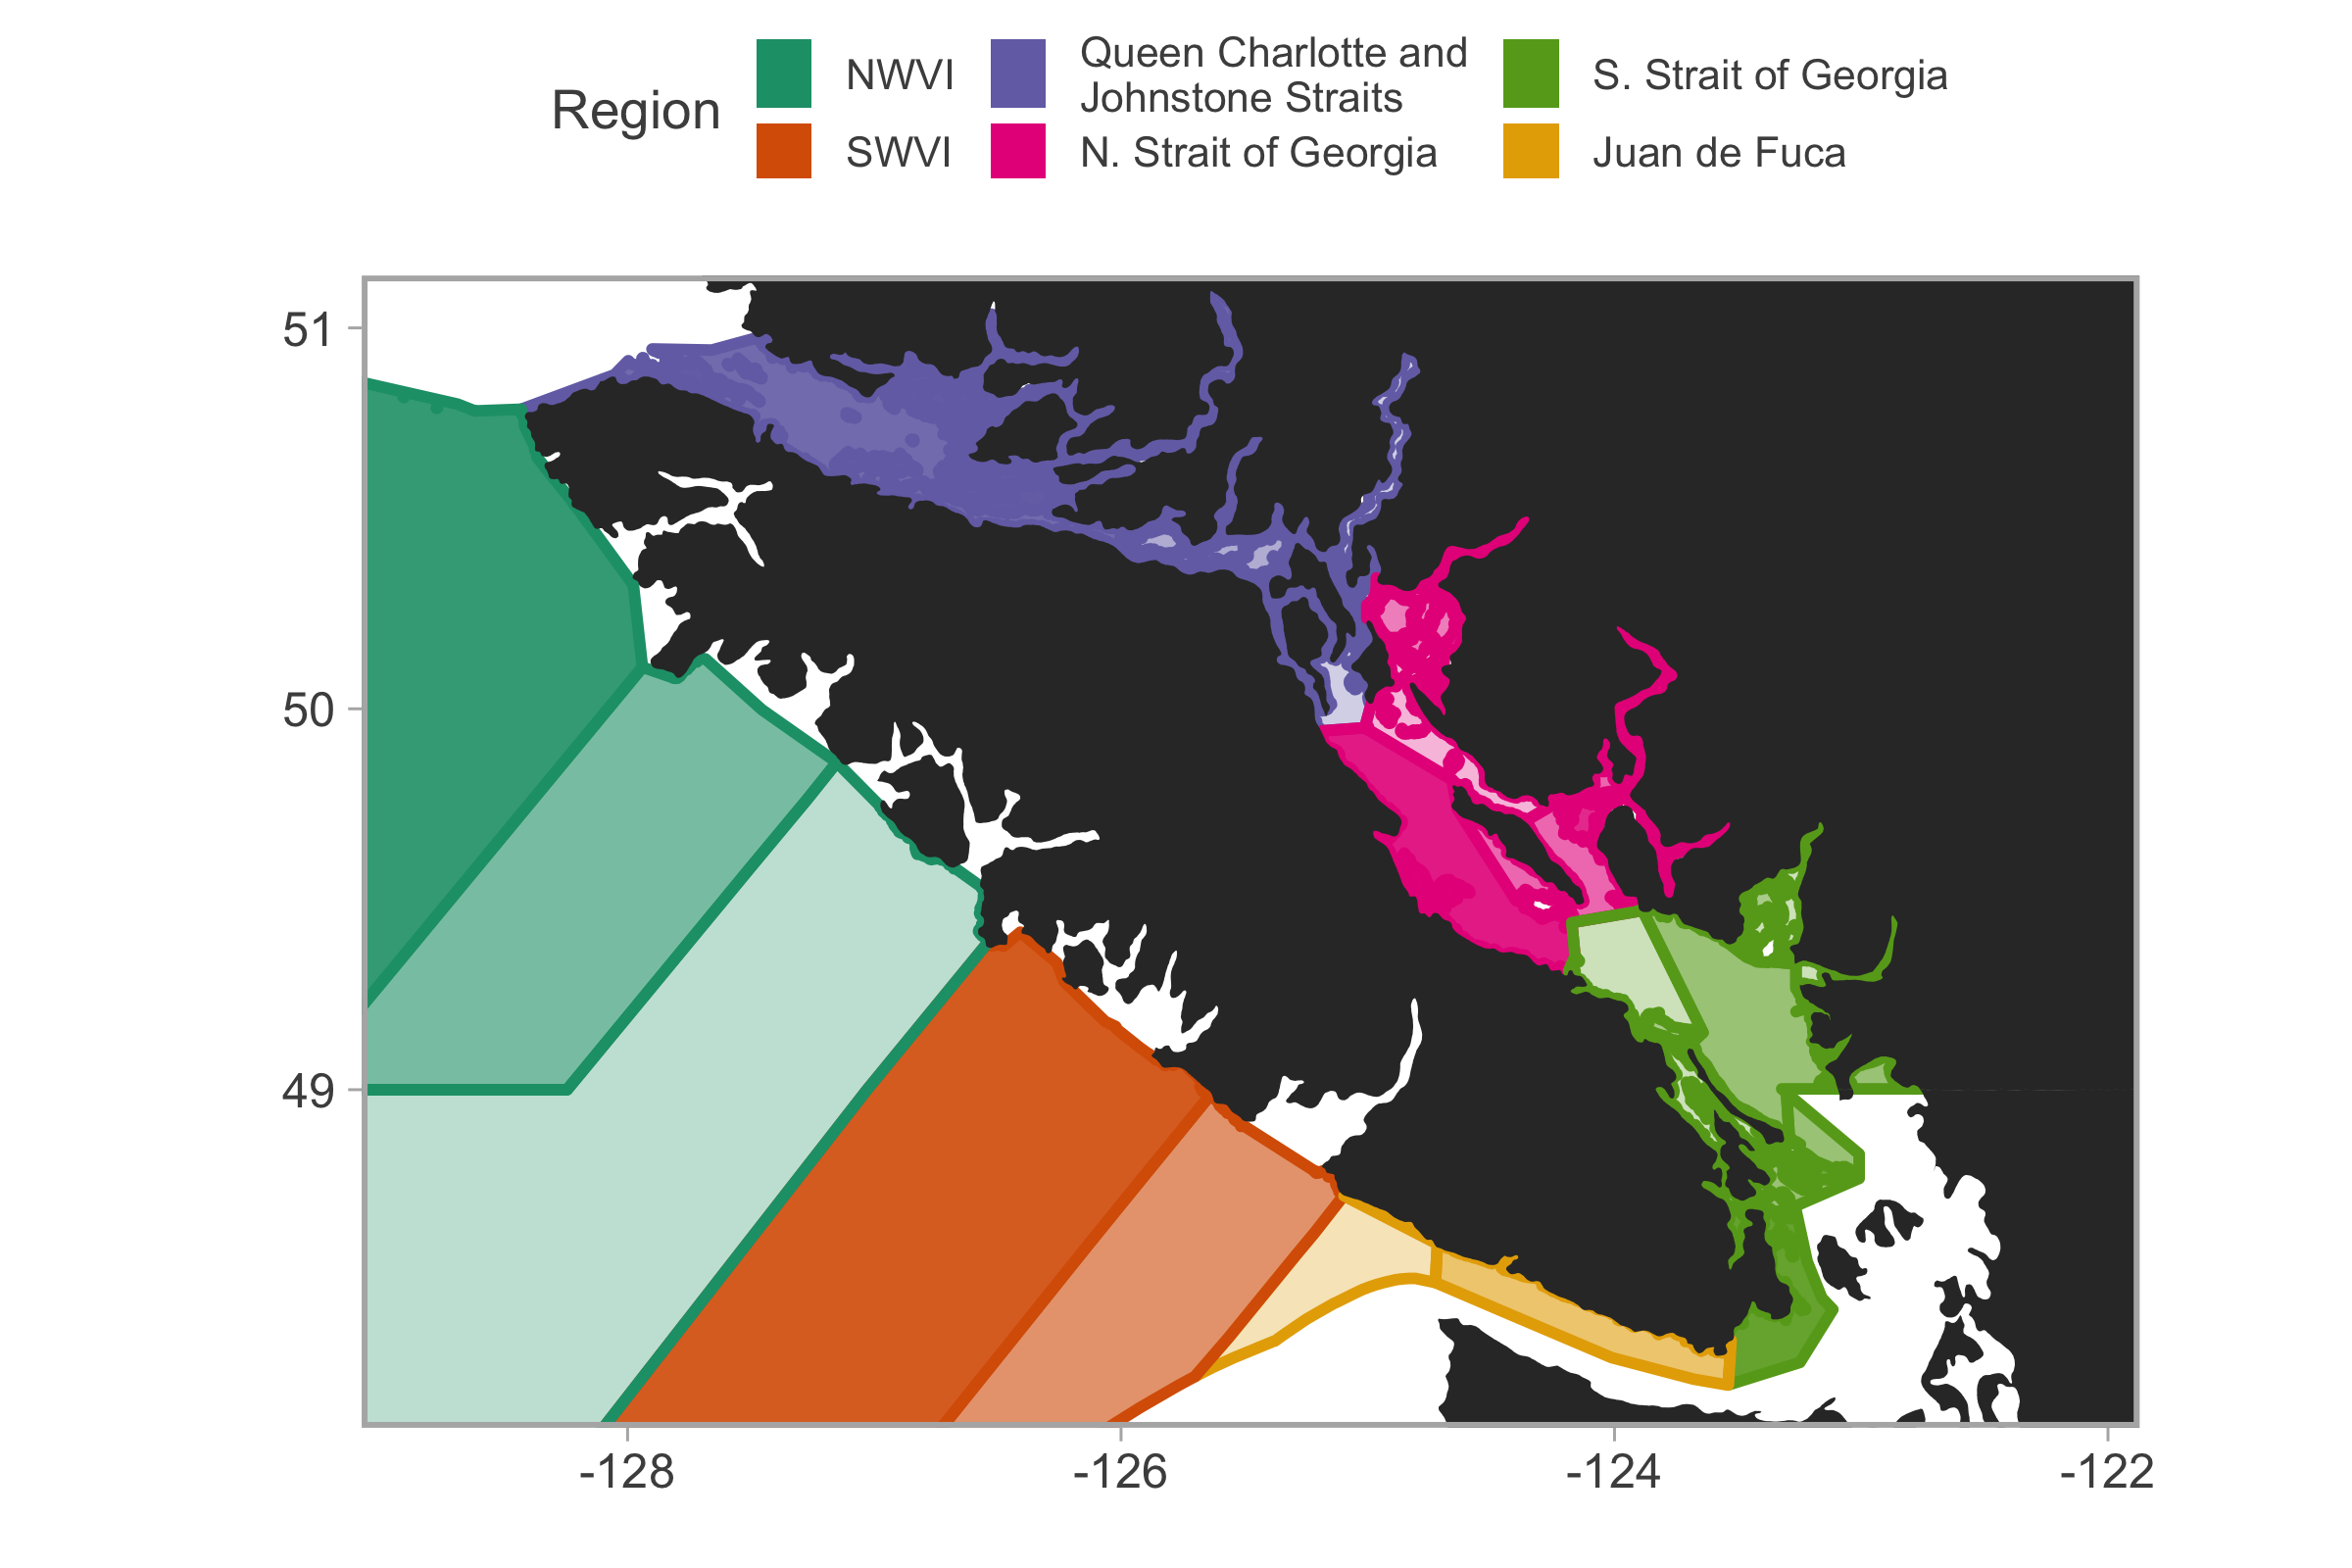 Region
NWVI
SWVI
Queen Charlotte and
Johnstone Straits
N. Strait of Georgia
S. Strait of Georgia
Juan de Fuca
51
50
49
-128
-126
-124
-122